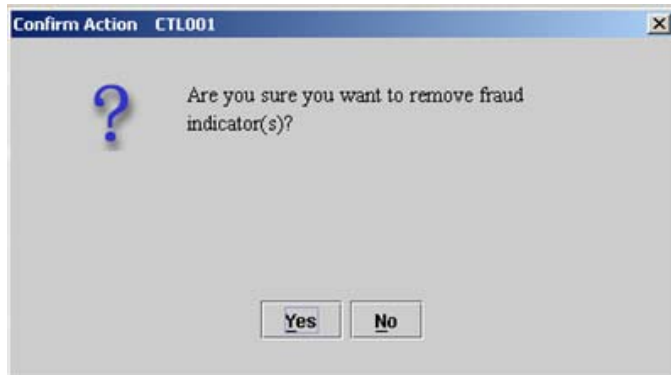 Confirm Action CTL001
Are you sure you want to remove fraud
indicator(s)?
Yes No